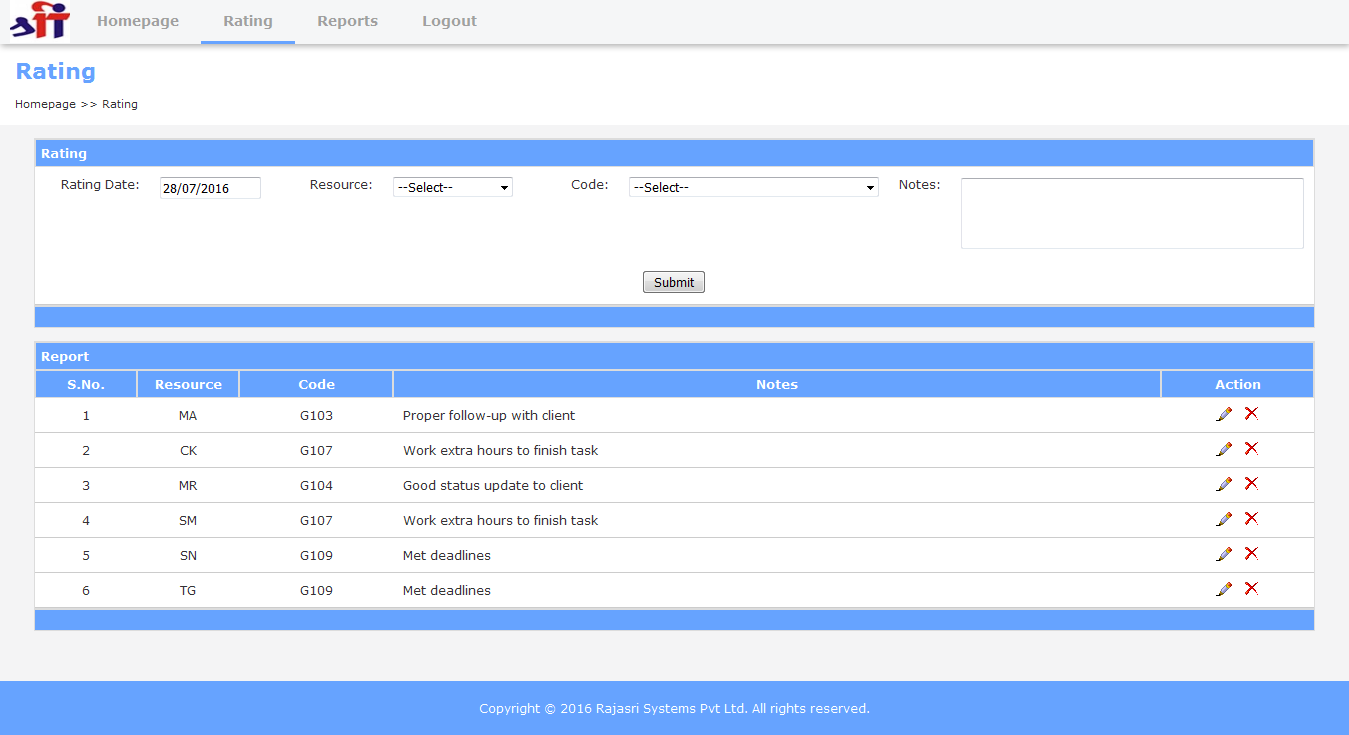 Homepage Rating Reports Logout
Rating
Homepage >> Rating
Rating
Rating Date: 28/07/2016 Resource: --Select-- Code: --Select-- Notes:
Submit
Report
S.No. Resource Code Notes Action
1 MA G103 Proper follow-up with client
2 CK G107 Work extra hours to finish task
3 MR G104 Good status update to client
4 SM G107 Work extra hours to finish task
5 SN G109 Met deadlines
6 TG G109 Met deadlines
Copyright © 2016 Rajasri Systems Pvt Ltd. All rights reserved.